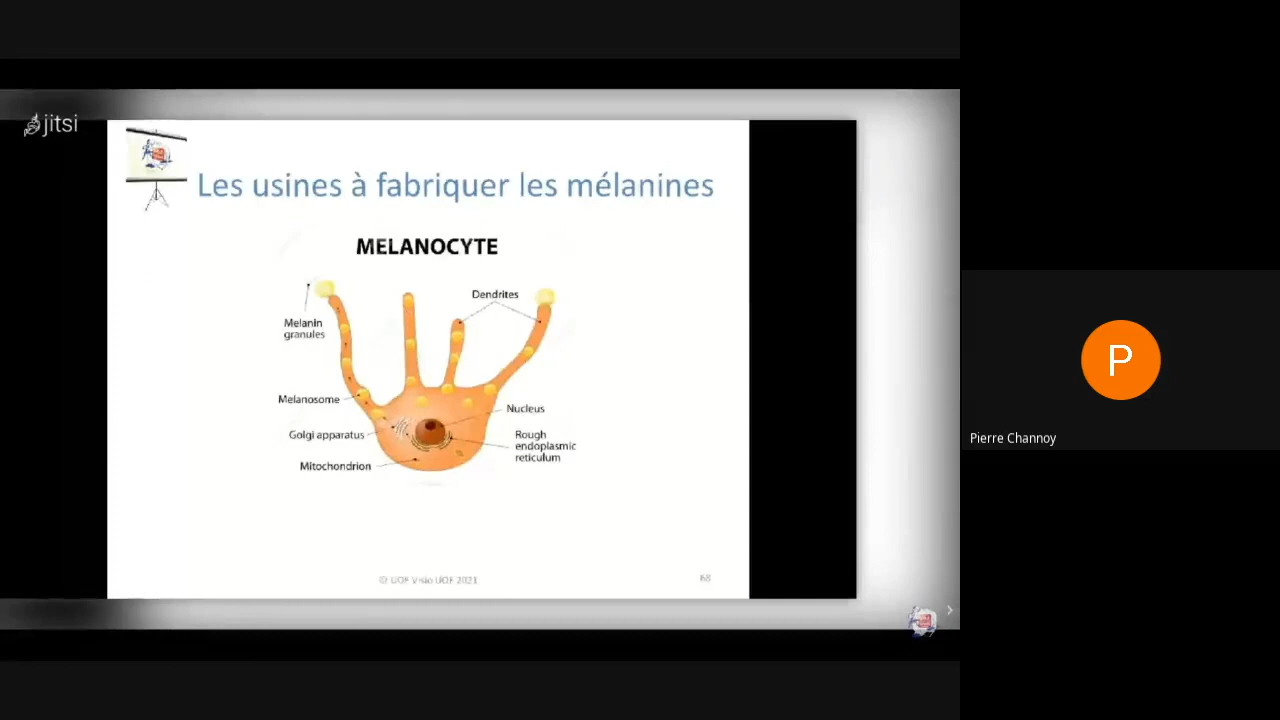 jitsi
Les usines à fabriquer les mélanines
MELANOCYTE
Dendrites
Melanin
granules
Melanosome
Nucleus
Golgi apparatus
Rough
endoplasmic
reticulum
Mitochondrion
© UOF Visio UOF 2021
68
P
Pierre Channoy